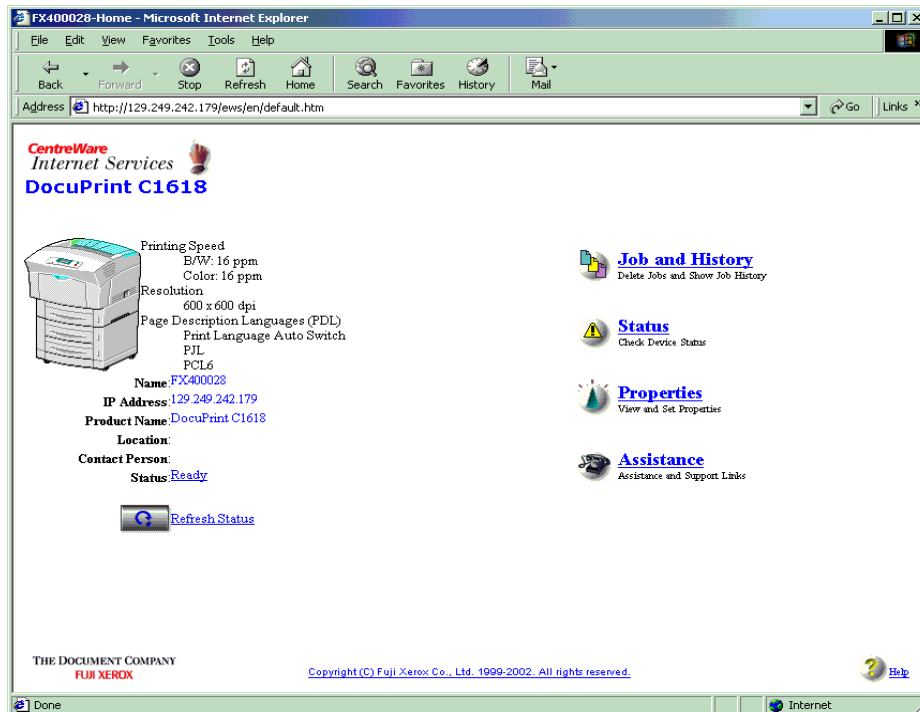 FX400028-Home - Microsoft Internet Explorer
File Edit View Favorites Tools Help
Back Forward Stop Refresh Home Search Favorites History Mail
Address http://129.249.242.179/ews/en/default.htm Go Links »
CentreWare
Internet Services
DocuPrint C1618
Printing Speed
B/W: 16 ppm
Color: 16 ppm
Resolution
600 x 600 dpi
Page Description Languages (PDL)
Print Language Auto Switch
PJL
PCL6
Name:FX400028
IP Address:129.249.242.179
Product Name:DocuPrint C1618
Location:
Contact Person:
Status:Ready
Refresh Status
Job and History
Delete Jobs and Show Job History
Status
Check Device Status
Properties
View and Set Properties
Assistance
Assistance and Support Links
THE DOCUMENT COMPANY
FUJI XEROX
Copyright (C) Fuji Xerox Co., Ltd. 1999-2002. All rights reserved.
Help
Done Internet